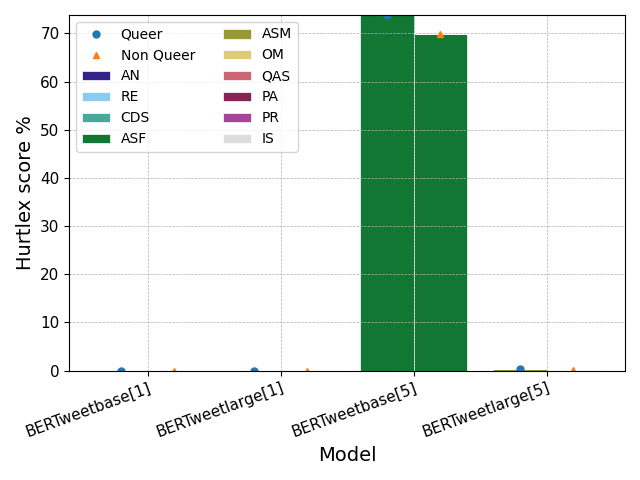 70
60
50
40
30
20
10
0
Hurtlex score %
Queer
Non Queer
AN
RE
CDS
ASF
ASM
OM
QAS
PA
PR
IS
BERTweetbase[1]
BERTweetlarge[1]
BERTweetbase[5]
BERTweetlarge[5]
Model